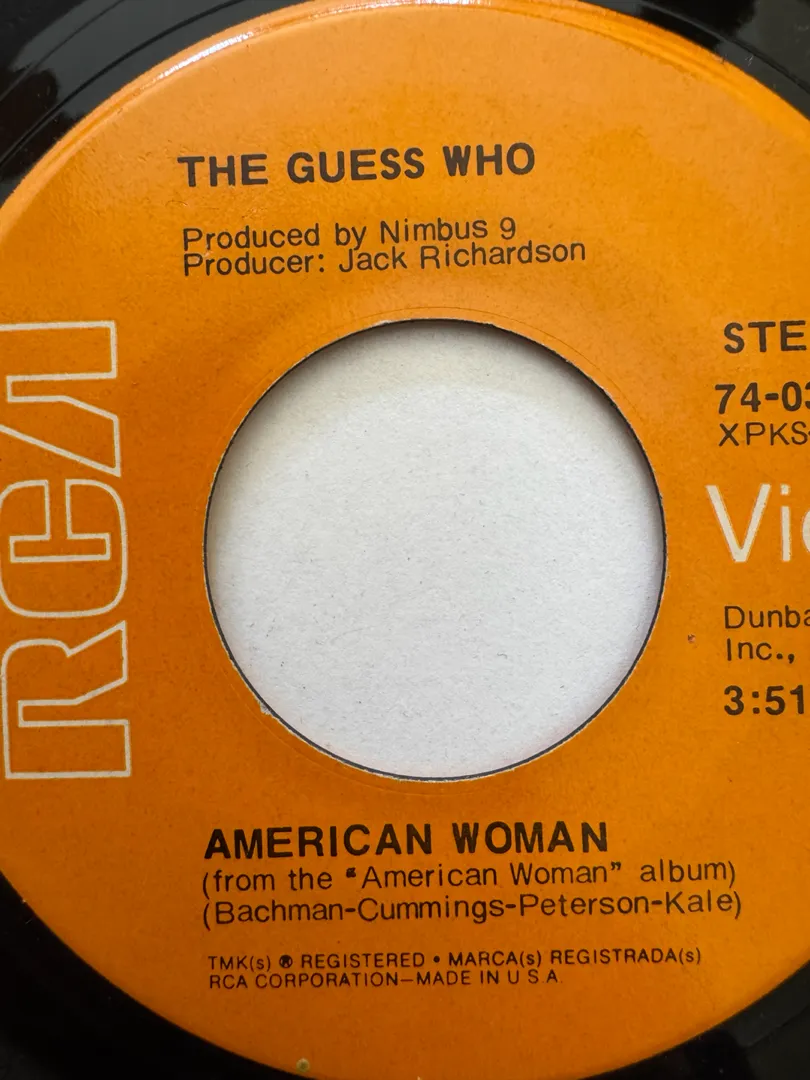 THE GUESS WHO
Produced by Nimbus 9
Producer: Jack Richardson
RCA
STE
74-03
XPKS-
Vic
Dunba
Inc.,
3:51
AMERICAN WOMAN
(from the “American Woman” album)
(Bachman-Cummings-Peterson-Kale)
TMK(s) ® REGISTERED • MARCA(s) REGISTRADA(s)
RCA CORPORATION—MADE IN U S A